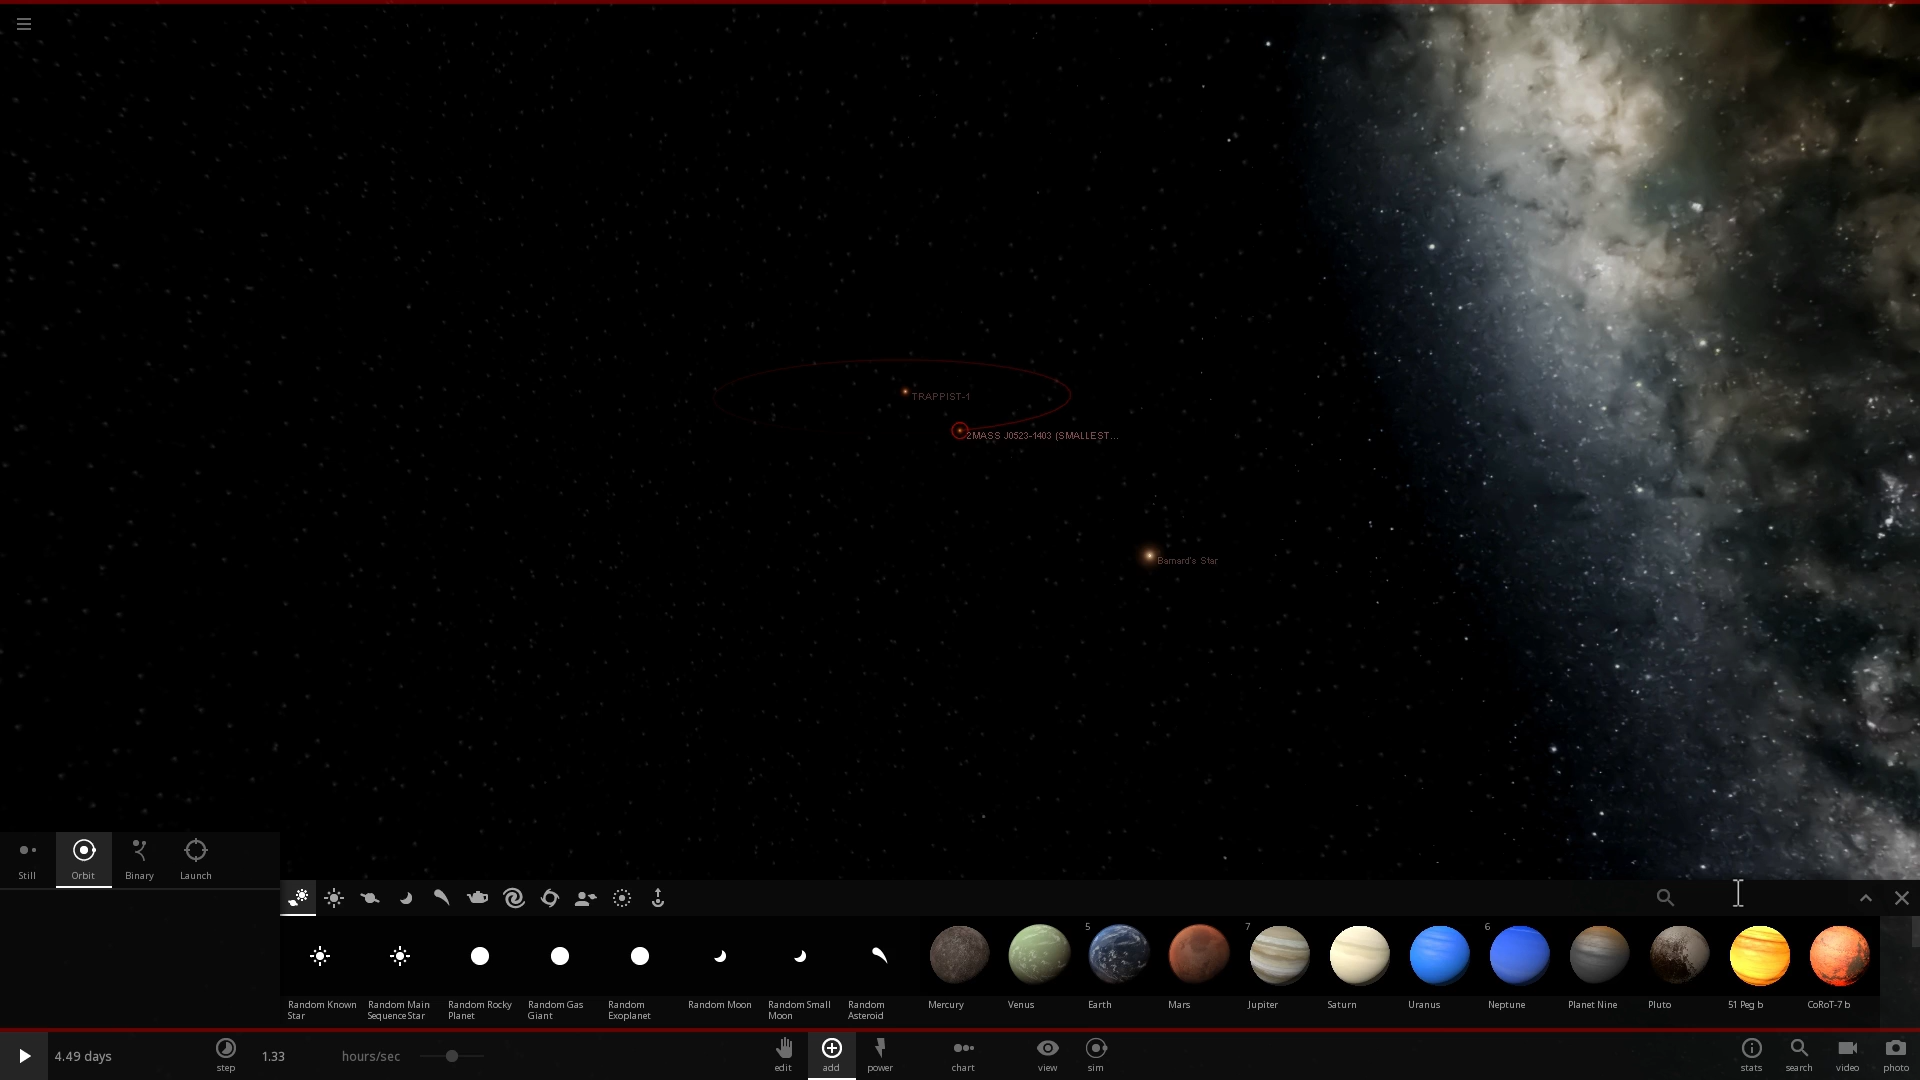 TRAPPIST-1
2MASS J0523-1403 (SMALLEST...
Barnard's Star
Still
Orbit
Binary
Launch
5
7
6
Random Known
Star
Random Main
Sequence Star
Random Rocky
Planet
Random Gas
Giant
Random
Exoplanet
Random Moon
Random Small
Moon
Random
Asteroid
Mercury
Venus
Earth
Mars
Jupiter
Saturn
Uranus
Neptune
Planet Nine
Pluto
51 Peg b
CoRoT-7 b
4.49 days
step
1.33
hours/sec
edit
add
power
chart
view
sim
stats
search
video
photo